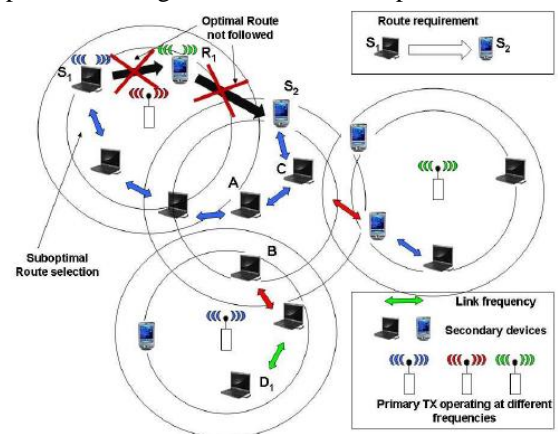 Optimal Route
not followed
Route requirement
S1
S2
S1
R1
S2
A
C
B
Suboptimal
Route selection
D1
Link frequency
Secondary devices
Primary TX operating at different
frequencies